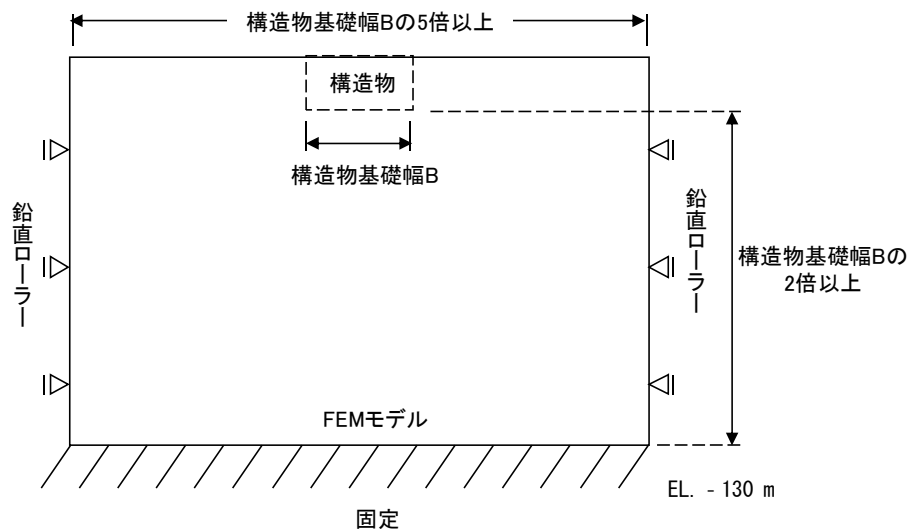 構造物基礎幅Bの5倍以上
構造物
構造物基礎幅B
鉛直ローラー
鉛直ローラー
構造物基礎幅Bの
2倍以上
FEMモデル
EL. - 130 m
固定